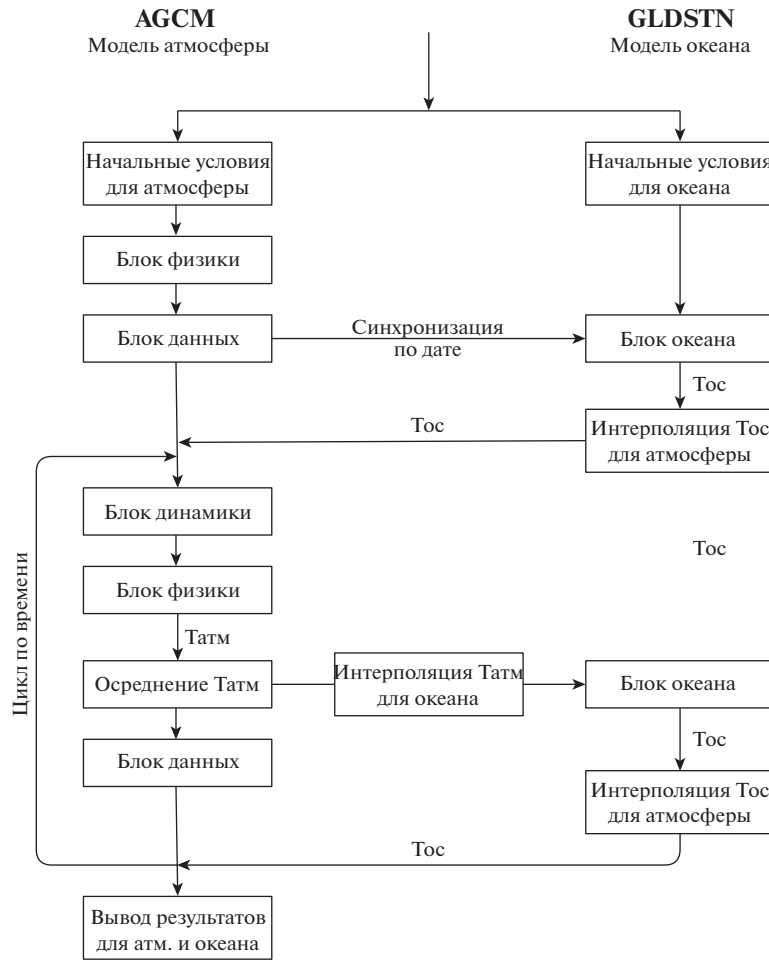 AGCM
Модель атмосферы
GLDSTN
Модель океана
Начальные условия
для атмосферы
Начальные условия
для океана
Блок физики
Блок данных
Синхронизация
по дате
Блок океана
Тос
Тос
Интерполяция Тос
для атмосферы
Блок динамики
Тос
Блок физики
Цикл по времени
Татм
Осреднение Татм
Интерполяция Татм
для океана
Блок океана
Тос
Блок данных
Интерполяция Тос
для атмосферы
Тос
Вывод результатов
для атм. и океана